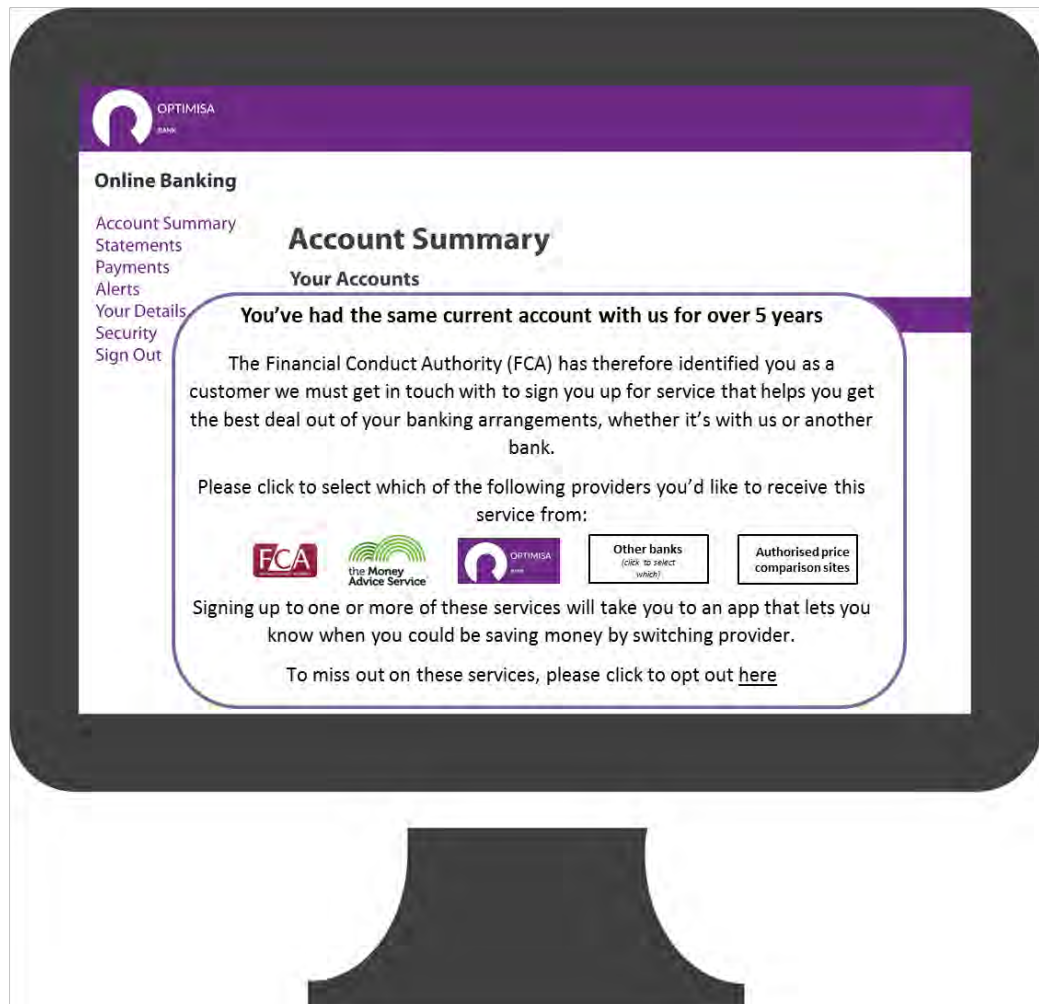 OPTIMISA
BANK
Online Banking
Account Summary
Statements
Payments
Alerts
Your Details
Security
Sign Out
Account Summary
Your Accounts
You've had the same current account with us for over 5 years
The Financial Conduct Authority (FCA) has therefore identified you as a
customer we must get in touch with to sign you up for service that helps you get
the best deal out of your banking arrangements, whether it's with us or another
bank.
Please click to select which of the following providers you'd like to receive this
service from:
FCA
the Money
Advice Service
OPTIMISA
BANK
Other banks
(click to select
which)
Authorised price
comparison sites
Signing up to one or more of these services will take you to an app that lets you
know when you could be saving money by switching provider.
To miss out on these services, please click to opt out here